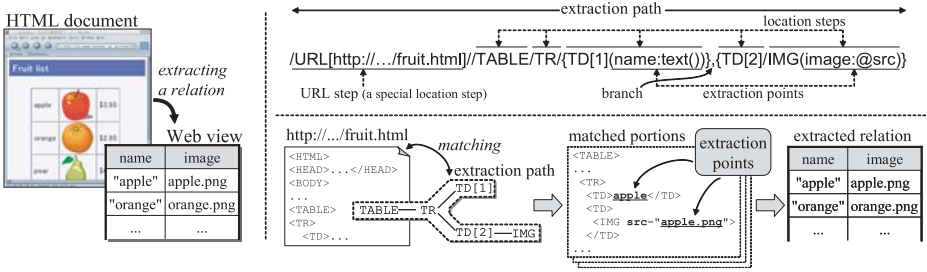 HTML document
Fruit list
apple
$3.95
orange
$2.95
pear
extracting
a relation
Web view
name image
"apple" apple.png
"orange" orange.png
... ...
extraction path
location steps
/URL[http://.../fruit.html]//TABLE/TR/{TD[1](name:text())},{TD[2]/IMG(image:@src)}
URL step (a special location step)
branch
extraction points
http://.../fruit.html
matching
extraction path
<HTML>
<HEAD>...</HEAD>
<BODY>
...
<TABLE>
<TR>
<TD>...
TABLE TR
TD[1]
TD[2] IMG
matched portions
extraction
points
<TABLE>
...
<TR>
<TD>apple</TD>
<TD>
<IMG src="apple.png">
</TD>
...
extracted relation
name image
"apple" apple.png
"orange" orange.png
... ...